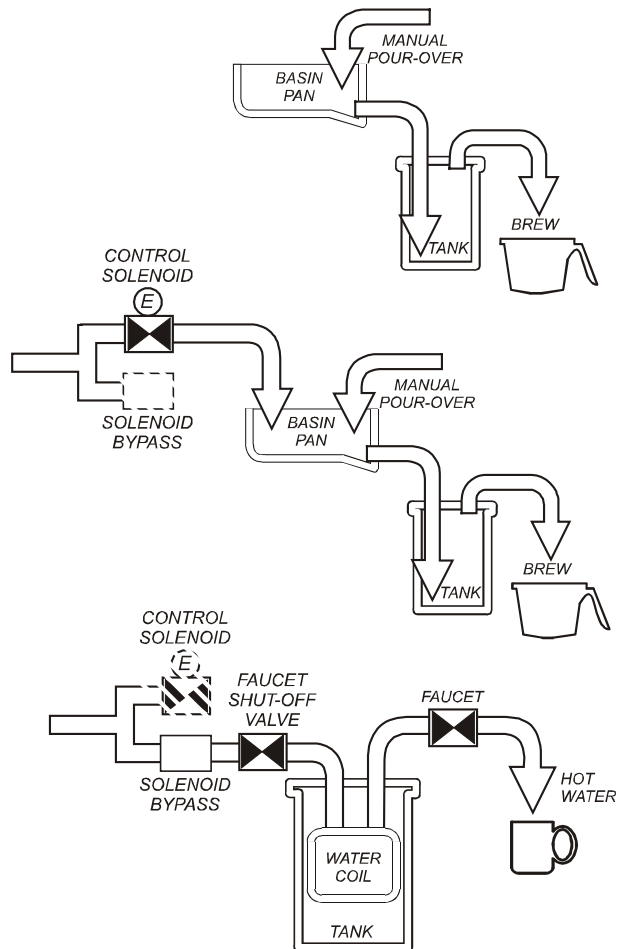 MANUAL
POUR-OVER
BASIN
PAN
TANK
BREW
CONTROL
SOLENOID
E
SOLENOID
BYPASS
MANUAL
POUR-OVER
BASIN
PAN
TANK
BREW
CONTROL
SOLENOID
E
FAUCET
SHUT-OFF
VALVE
FAUCET
SOLENOID
BYPASS
HOT
WATER
WATER
COIL
TANK